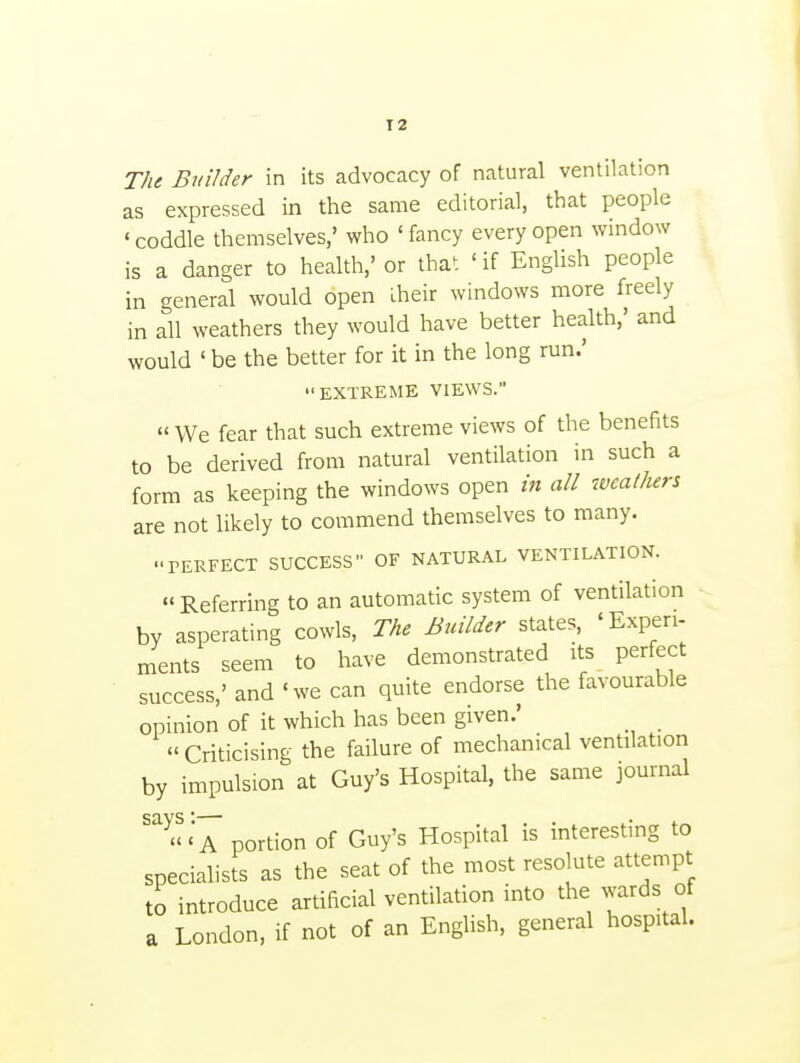 12
The Builder in its advocacy of natural ventilation
as expressed in the same editorial, that people
‘coddle themselves,’ who ‘fancy every open window
is a danger to health,’ or that ‘if English people
in general would open their windows more freely
in all weathers they would have better health,’ and
would ‘be the better for it in the long run.’
“EXTREME VIEWS.”
“We fear that such extreme views of the benefits
to be derived from natural ventilation in such a
form as keeping the windows open in all weathers
are not likely to commend themselves to many.
“PERFECT SUCCESS” OF NATURAL VENTILATION.
“Referring to an automatic system of ventilation
by asperating cowls, The Builder states, ‘Experi-
ments seem to have demonstrated its perfect
success,’ and ‘we can quite endorse the favourable
opinion of it which has been given.’
“Criticising the failure of mechanical ventilation
by impulsion at Guy’s Hospital, the same journal
says:—
“‘A portion of Guy’s Hospital is interesting to
specialists as the seat of the most resolute attempt
to introduce artificial ventilation into the wards of
a London, if not of an English, general hospital.